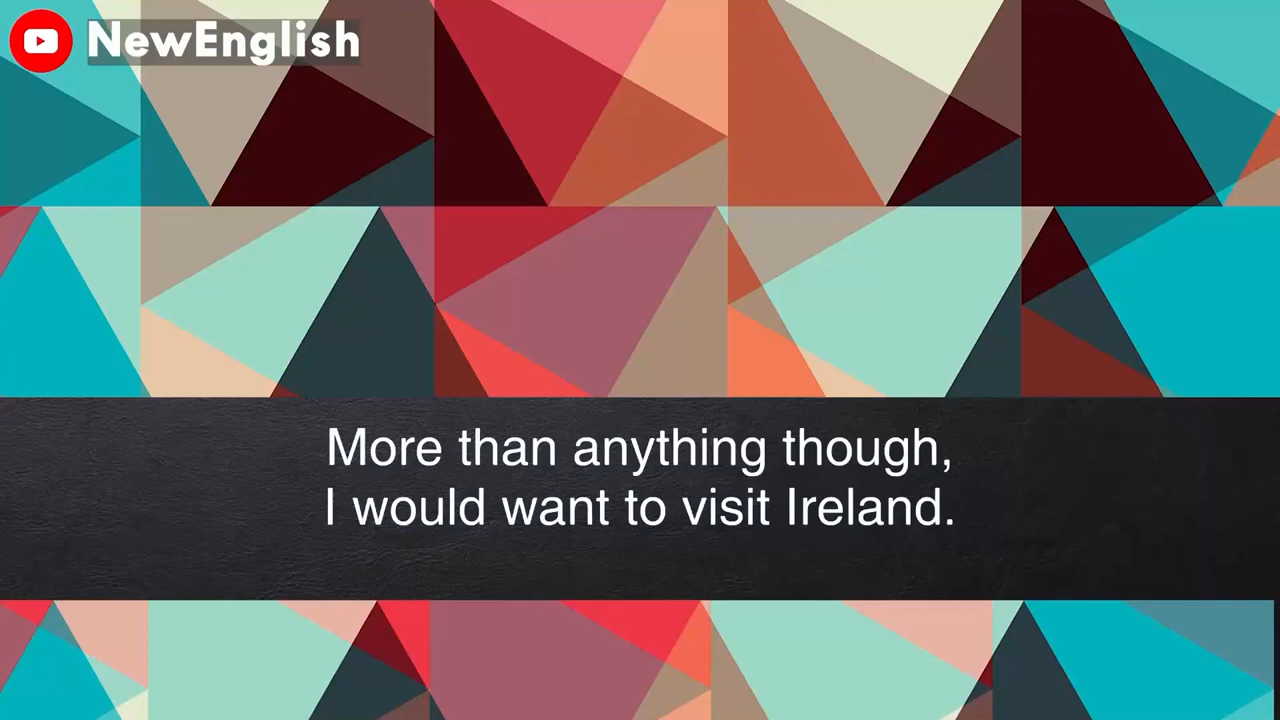 NewEnglish
More than anything though,
I would want to visit Ireland.